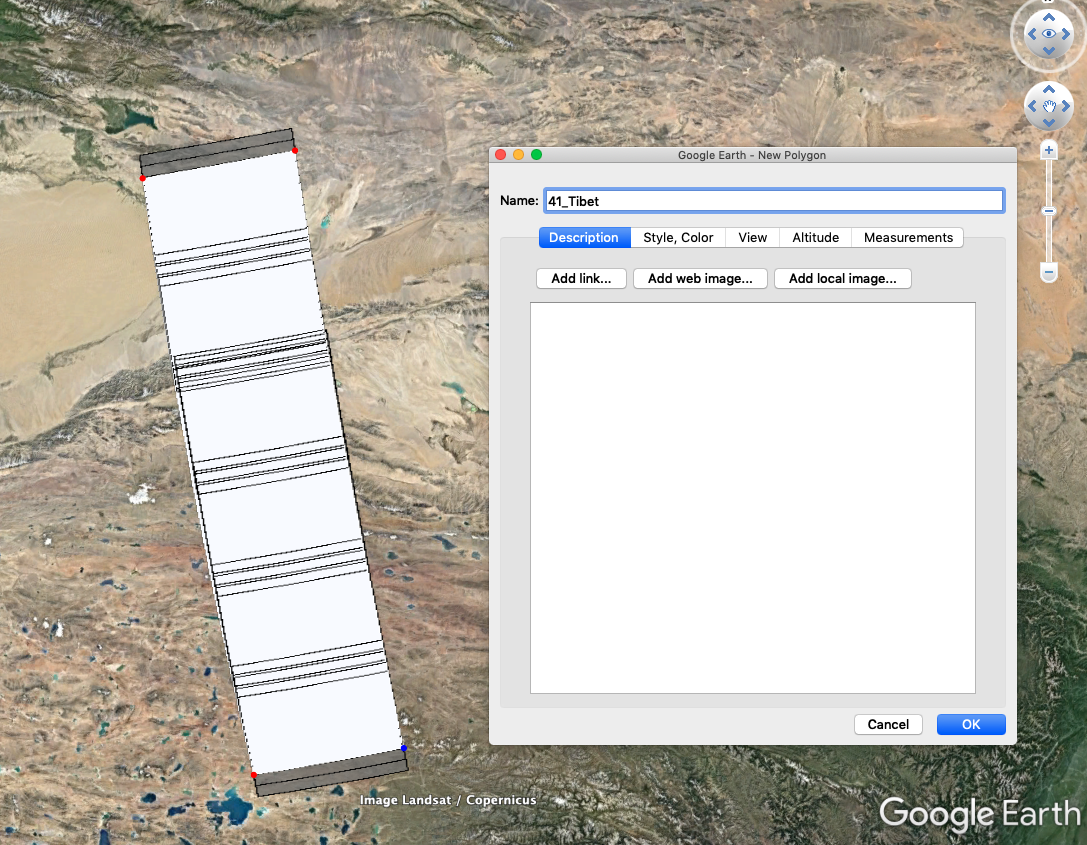 Google Earth - New Polygon
Name: 41_Tibet
Description Style, Color View Altitude Measurements
Add link... Add web image... Add local image...
Cancel OK
Image Landsat / Copernicus
Google Earth